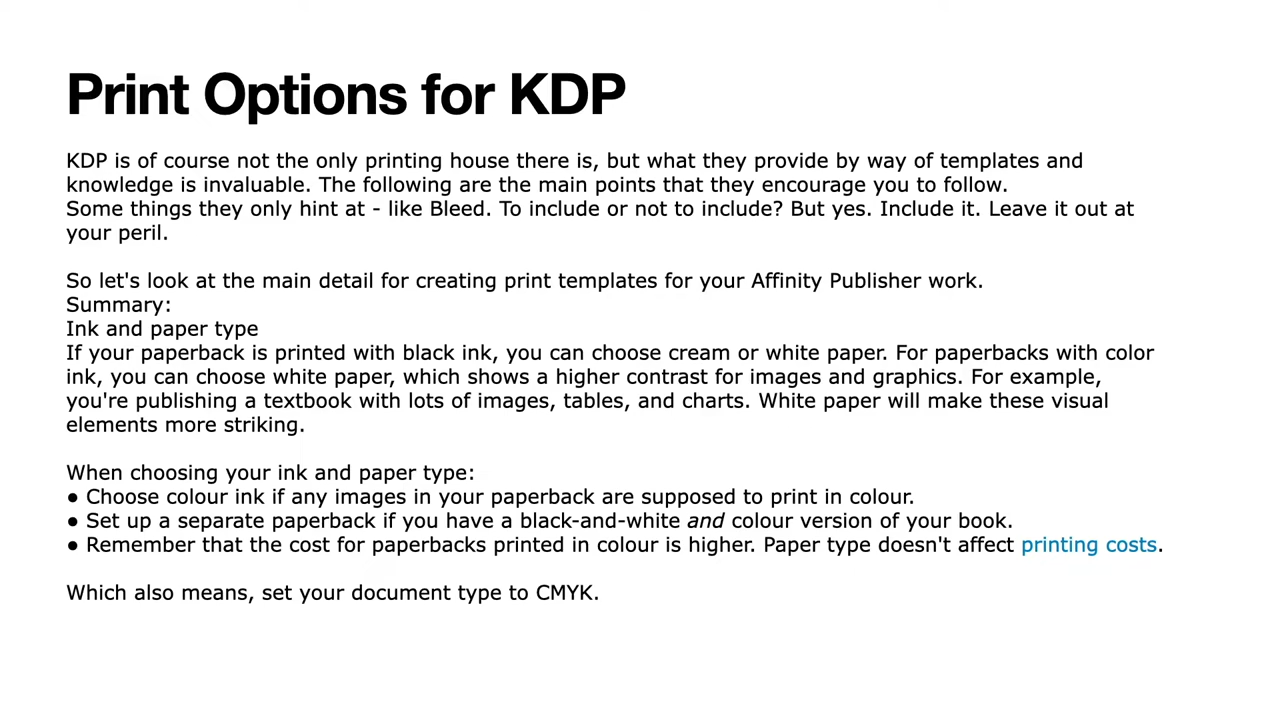 Print Options for KDP
KDP is of course not the only printing house there is, but what they provide by way of templates and
knowledge is invaluable. The following are the main points that they encourage you to follow.
Some things they only hint at - like Bleed. To include or not to include? But yes. Include it. Leave it out at
your peril.
So let's look at the main detail for creating print templates for your Affinity Publisher work.
Summary:
Ink and paper type
If your paperback is printed with black ink, you can choose cream or white paper. For paperbacks with color
ink, you can choose white paper, which shows a higher contrast for images and graphics. For example,
you're publishing a textbook with lots of images, tables, and charts. White paper will make these visual
elements more striking.
When choosing your ink and paper type:
● Choose colour ink if any images in your paperback are supposed to print in colour.
● Set up a separate paperback if you have a black-and-white and colour version of your book.
● Remember that the cost for paperbacks printed in colour is higher. Paper type doesn't affect printing costs.
Which also means, set your document type to CMYK.